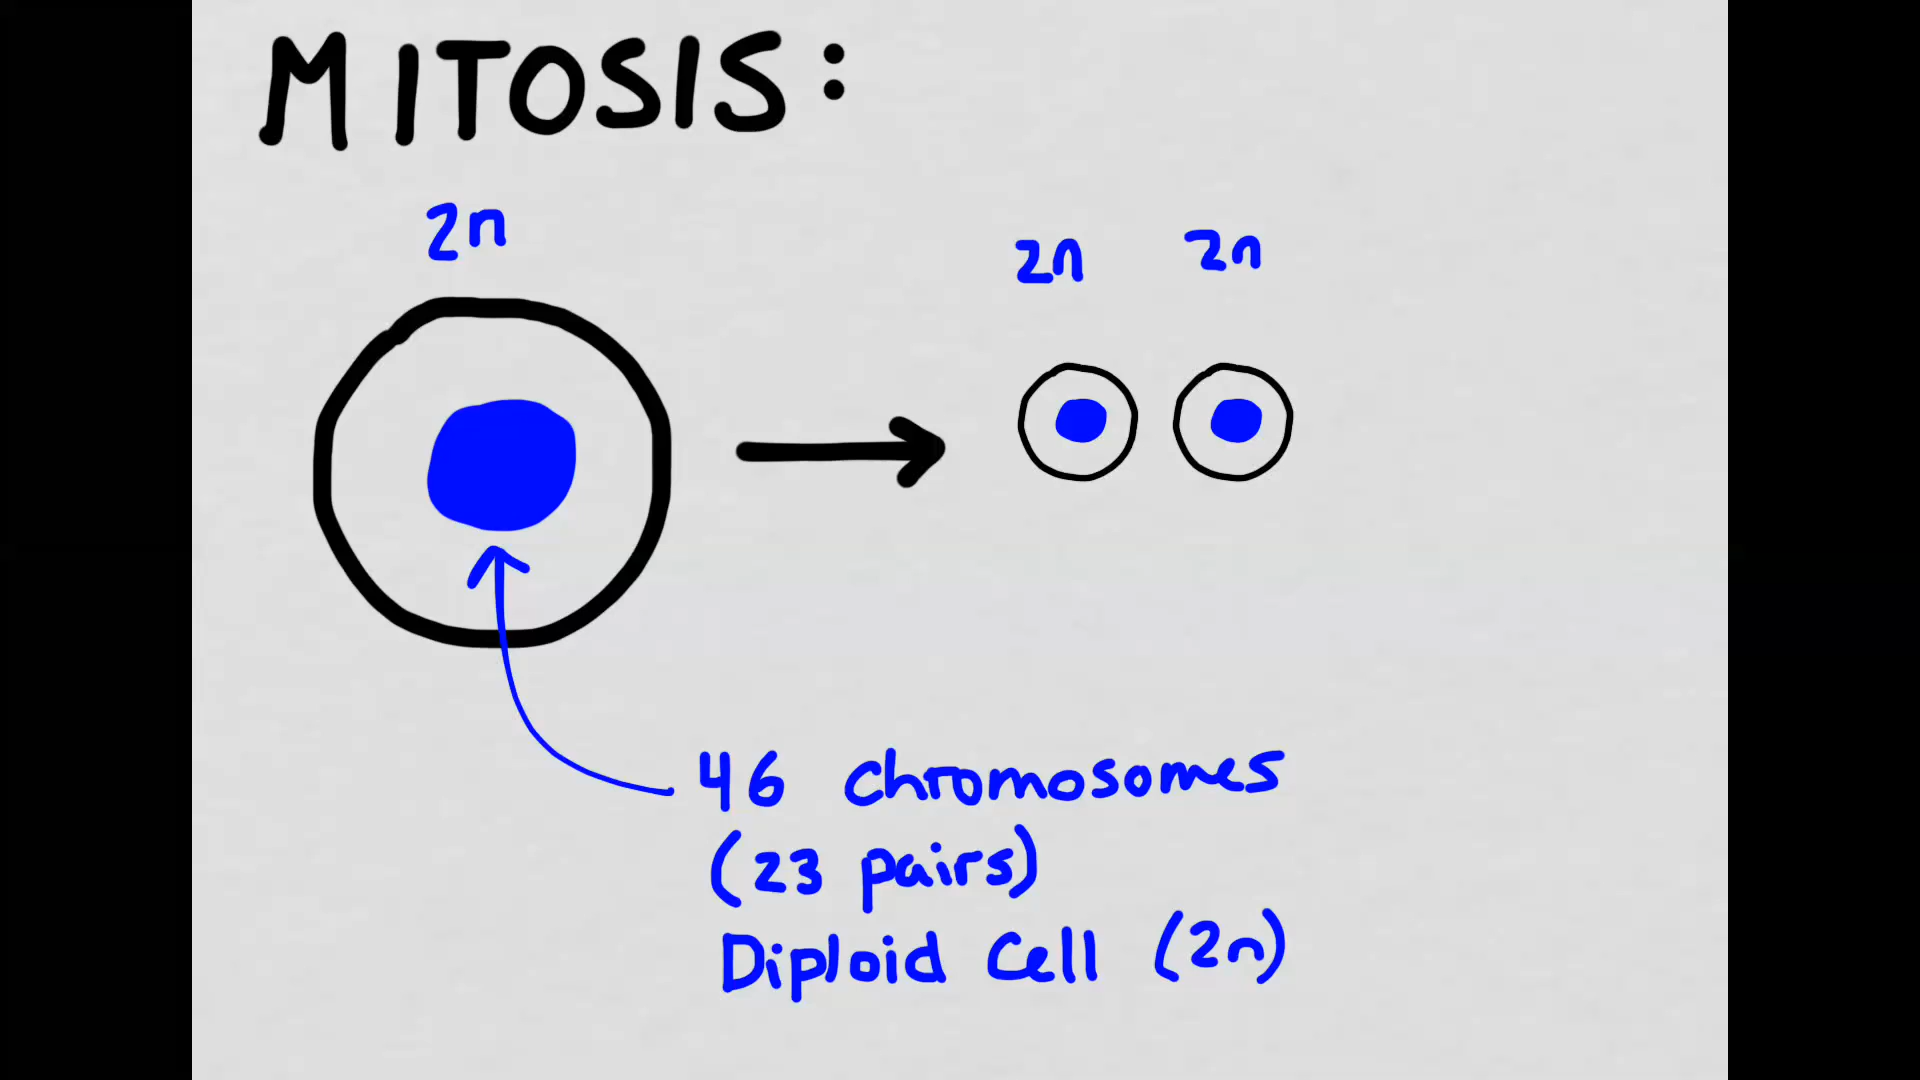 MITOSIS:
2n
2n 2n
46 chromosomes
(23 pairs)
Diploid Cell (2n)